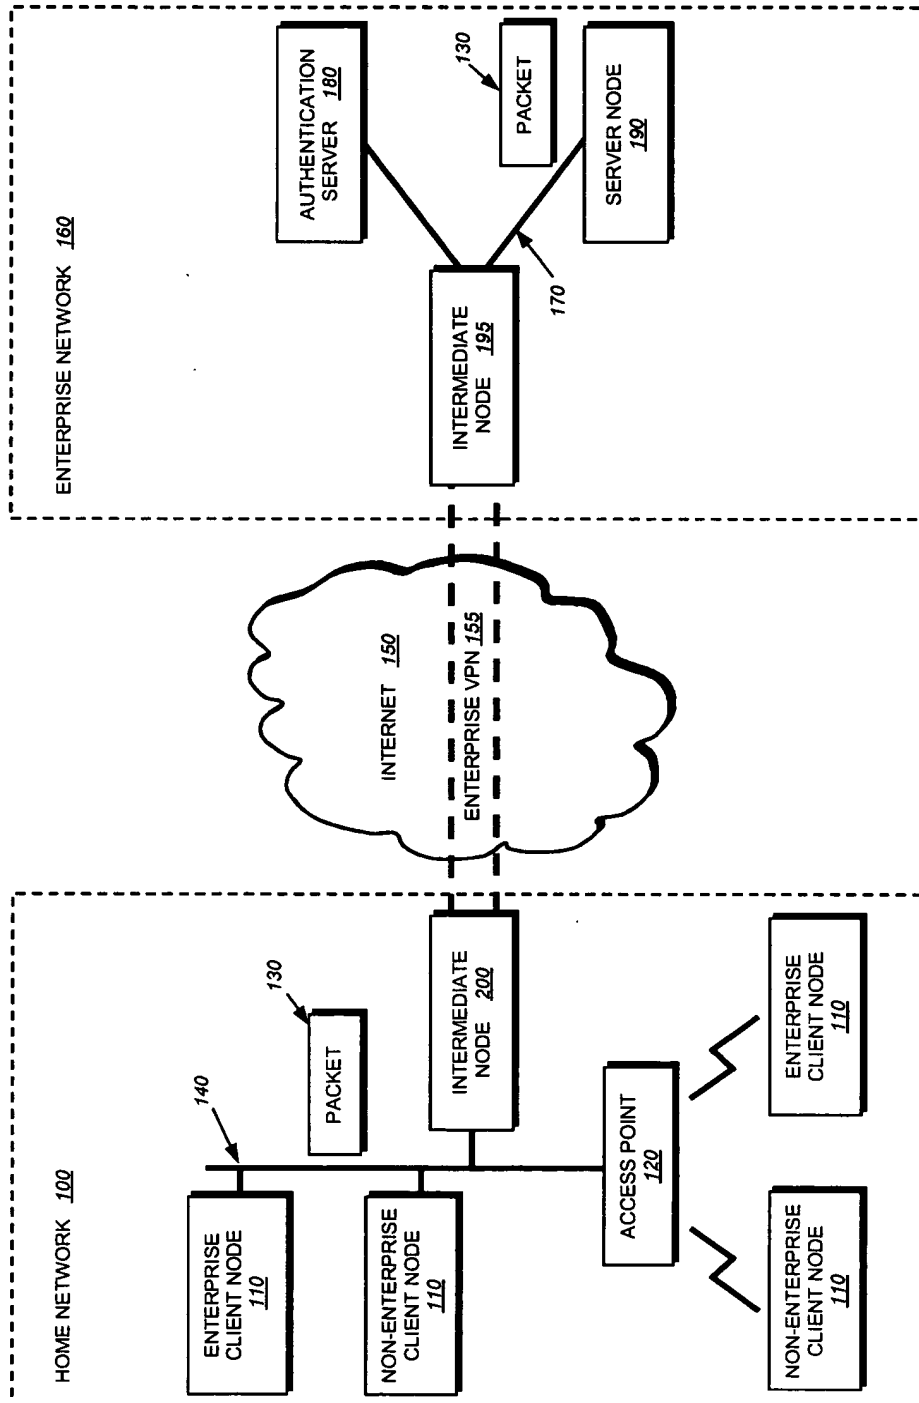 HOME NETWORK 100
ENTERPRISE
CLIENT NODE
110
140
NON-ENTERPRISE
CLIENT NODE
110
PACKET
130
INTERMEDIATE
NODE 200
ACCESS POINT
120
NON-ENTERPRISE
CLIENT NODE
110
ENTERPRISE
CLIENT NODE
110
INTERNET 150
ENTERPRISE VPN 155
ENTERPRISE NETWORK 160
AUTHENTICATION
SERVER 180
INTERMEDIATE
NODE 195
170
PACKET
130
SERVER NODE
190